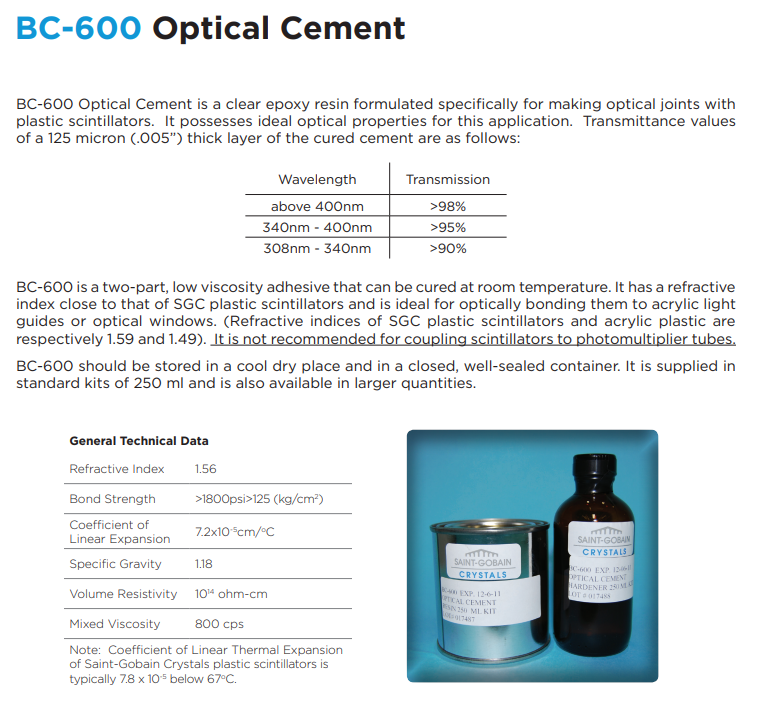 BC-600 Optical Cement
BC-600 Optical Cement is a clear epoxy resin formulated specifically for making optical joints with
plastic scintillators. It possesses ideal optical properties for this application. Transmittance values
of a 125 micron (.005”) thick layer of the cured cement are as follows:
Wavelength Transmission
above 400nm >98%
340nm - 400nm >95%
308nm - 340nm >90%
BC-600 is a two-part, low viscosity adhesive that can be cured at room temperature. It has a refractive
index close to that of SGC plastic scintillators and is ideal for optically bonding them to acrylic light
guides or optical windows. (Refractive indices of SGC plastic scintillators and acrylic plastic are
respectively 1.59 and 1.49). It is not recommended for coupling scintillators to photomultiplier tubes.
BC-600 should be stored in a cool dry place and in a closed, well-sealed container. It is supplied in
standard kits of 250 ml and is also available in larger quantities.
General Technical Data
Refractive Index 1.56
Bond Strength >1800psi>125 (kg/cm²)
Coefficient of
Linear Expansion 7.2x10⁻⁵cm/°C
Specific Gravity 1.18
Volume Resistivity 10¹⁴ ohm-cm
Mixed Viscosity 800 cps
Note: Coefficient of Linear Thermal Expansion
of Saint-Gobain Crystals plastic scintillators is
typically 7.8 x 10⁻⁵ below 67°C.
SAINT-GOBAIN
CRYSTALS
BC-600 EXP 12-6-11
OPTICAL CEMENT
250 ML KIT
017487
SAINT-GOBAIN
CRYSTALS
BC-600 EXP
OPTICAL CEMENT
HARDENER 250 ML
LOT # 017488